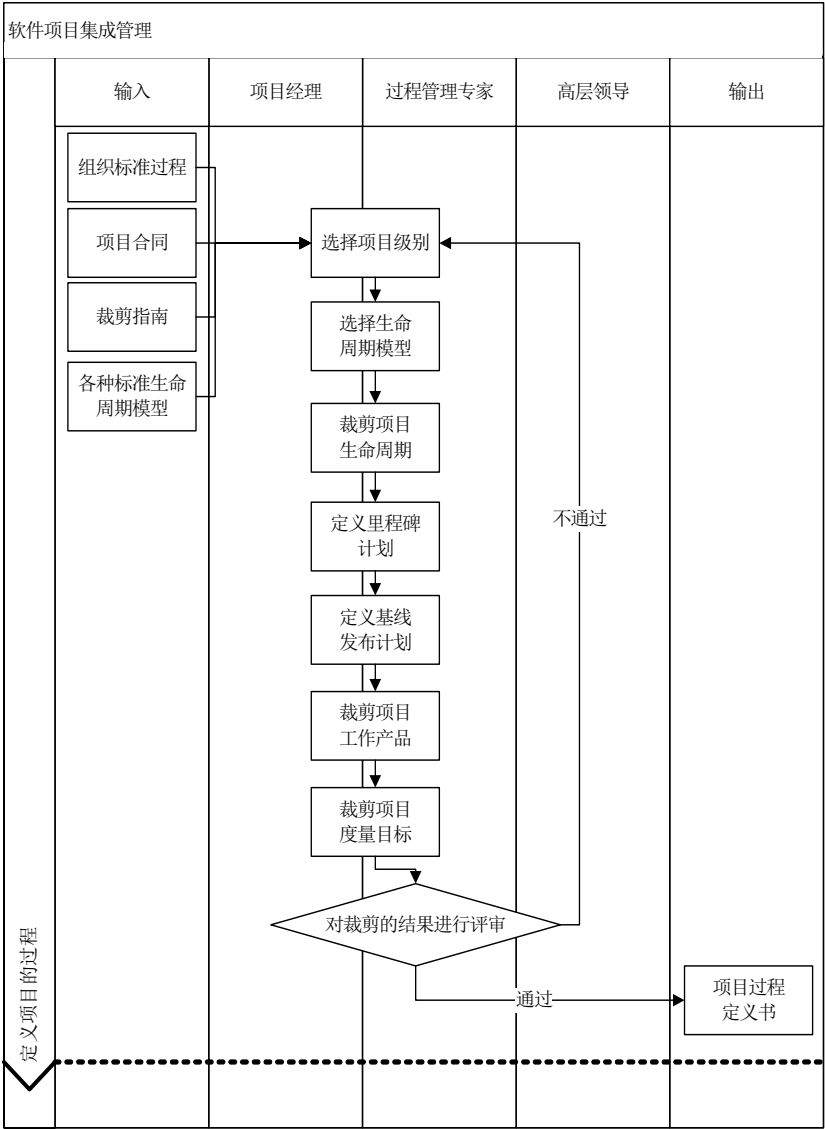 软件项目集成管理
输入
项目经理
过程管理专家
高层领导
输出
组织标准过程
项目合同
选择项目级别
裁剪指南
选择生命
周期模型
各种标准生命
周期模型
裁剪项目
生命周期
定义里程碑
计划
不通过
定义基线
发布计划
裁剪项目
工作产品
裁剪项目
度量目标
对裁剪的结果进行评审
通过
项目过程
定义书
定义项目的过程